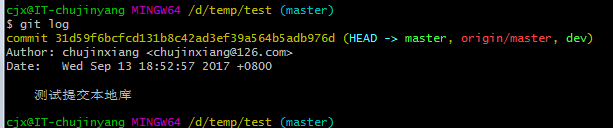 cjx@IT-chujinyang MINGW64 /d/temp/test (master)
$ git log
commit 31d59f6bcfcd131b8c42ad3ef39a564b5adb976d (HEAD -> master, origin/master, dev)
Author: chujinxiang <chujinxiang@126.com>
Date:   Wed Sep 13 18:52:57 2017 +0800
测试提交本地库
cjx@IT-chujinyang MINGW64 /d/temp/test (master)